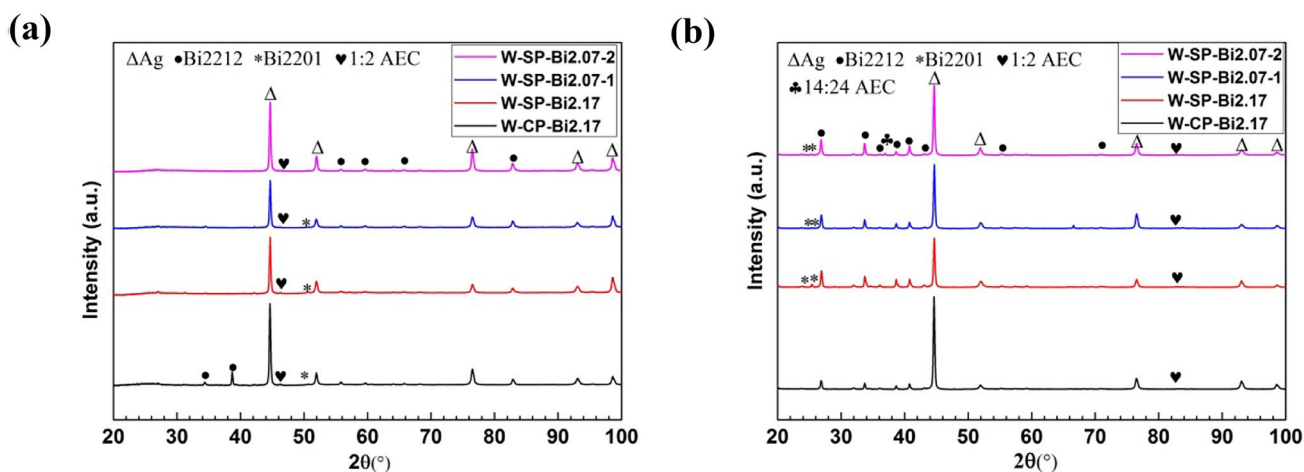 (a)
ΔAg ●Bi2212 *Bi2201 ♥1:2 AEC
W-SP-Bi2.07-2
W-SP-Bi2.07-1
W-SP-Bi2.17
W-CP-Bi2.17
Δ
Δ
Δ
Δ
Δ
♥
●
●
●
●
♥
*
♥
*
●
●
♥
*
Intensity (a.u.)
20 30 40 50 60 70 80 90 100
2θ(°)
(b)
ΔAg ●Bi2212 *Bi2201 ♥1:2 AEC
♣14:24 AEC
W-SP-Bi2.07-2
W-SP-Bi2.07-1
W-SP-Bi2.17
W-CP-Bi2.17
Δ
**
●
●
●
♣
●
●
●
Δ
●
●
Δ
♥
Δ
Δ
**
♥
**
♥
♥
Intensity (a.u.)
20 30 40 50 60 70 80 90 100
2θ(°)